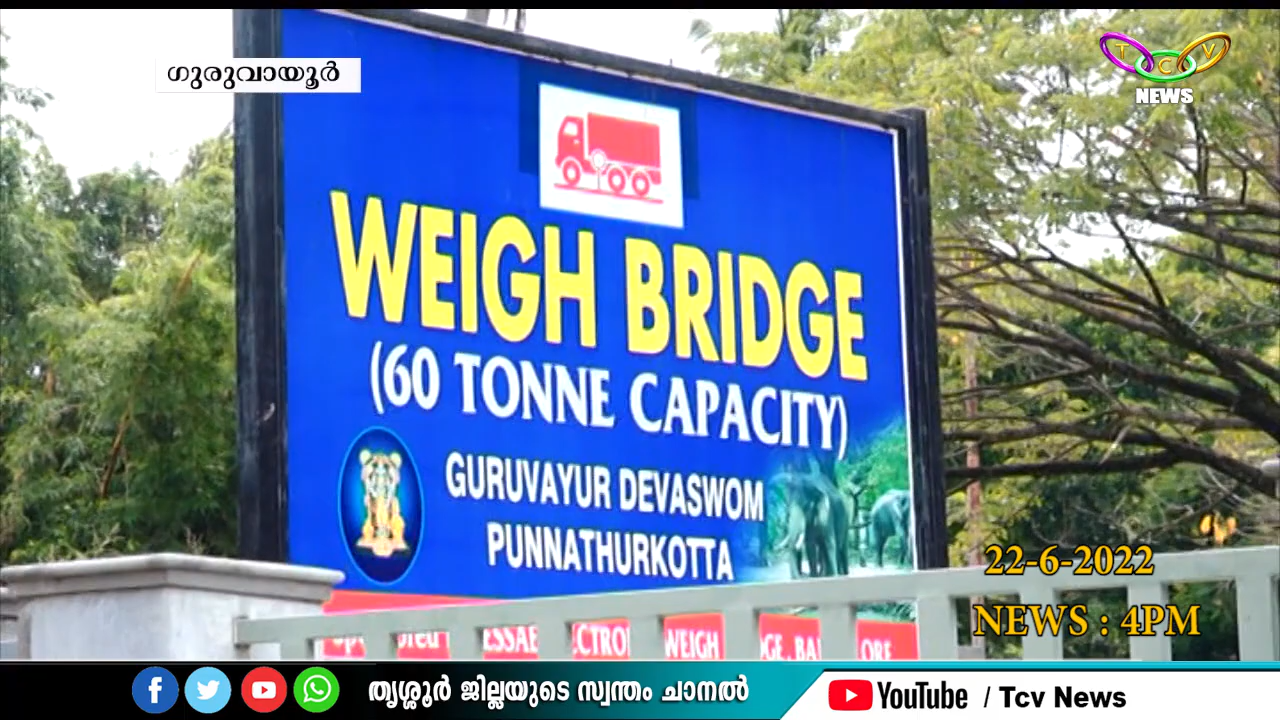 ഗുരുവായൂർ
TCV
NEWS
WEIGH BRIDGE
(60 TONNE CAPACITY)
GURUVAYUR DEVASWOM
PUNNATHURKOTTA
22-6-2022
NEWS : 4PM
WEIGH
ORE
തൃശ്ശൂർ ജില്ലയുടെ സ്വന്തം ചാനൽ
YouTube / Tcv News